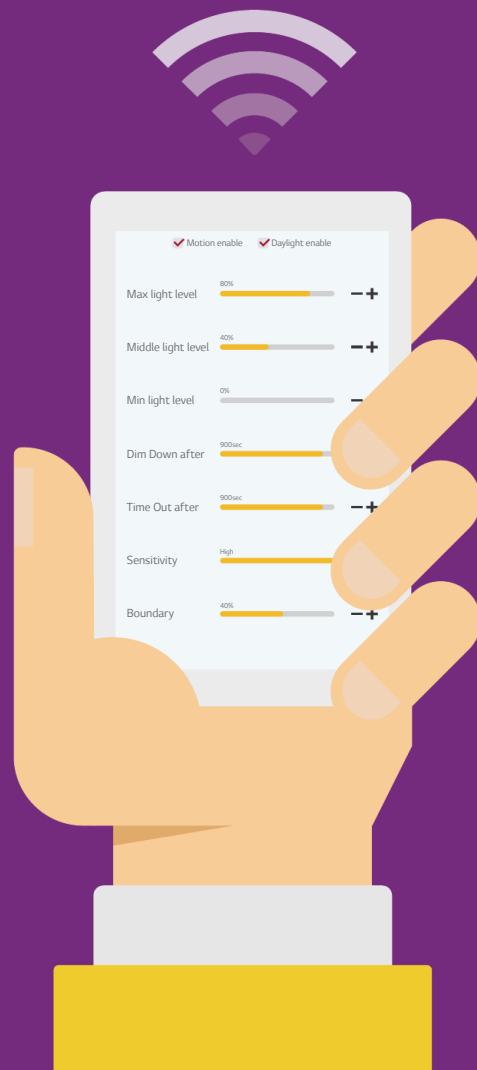 Motion enable Daylight enable
80%
Max light level
40%
Middle light level
0%
Min light level
900sec
Dim Down after
900sec
Time Out after
High
Sensitivity
40%
Boundary